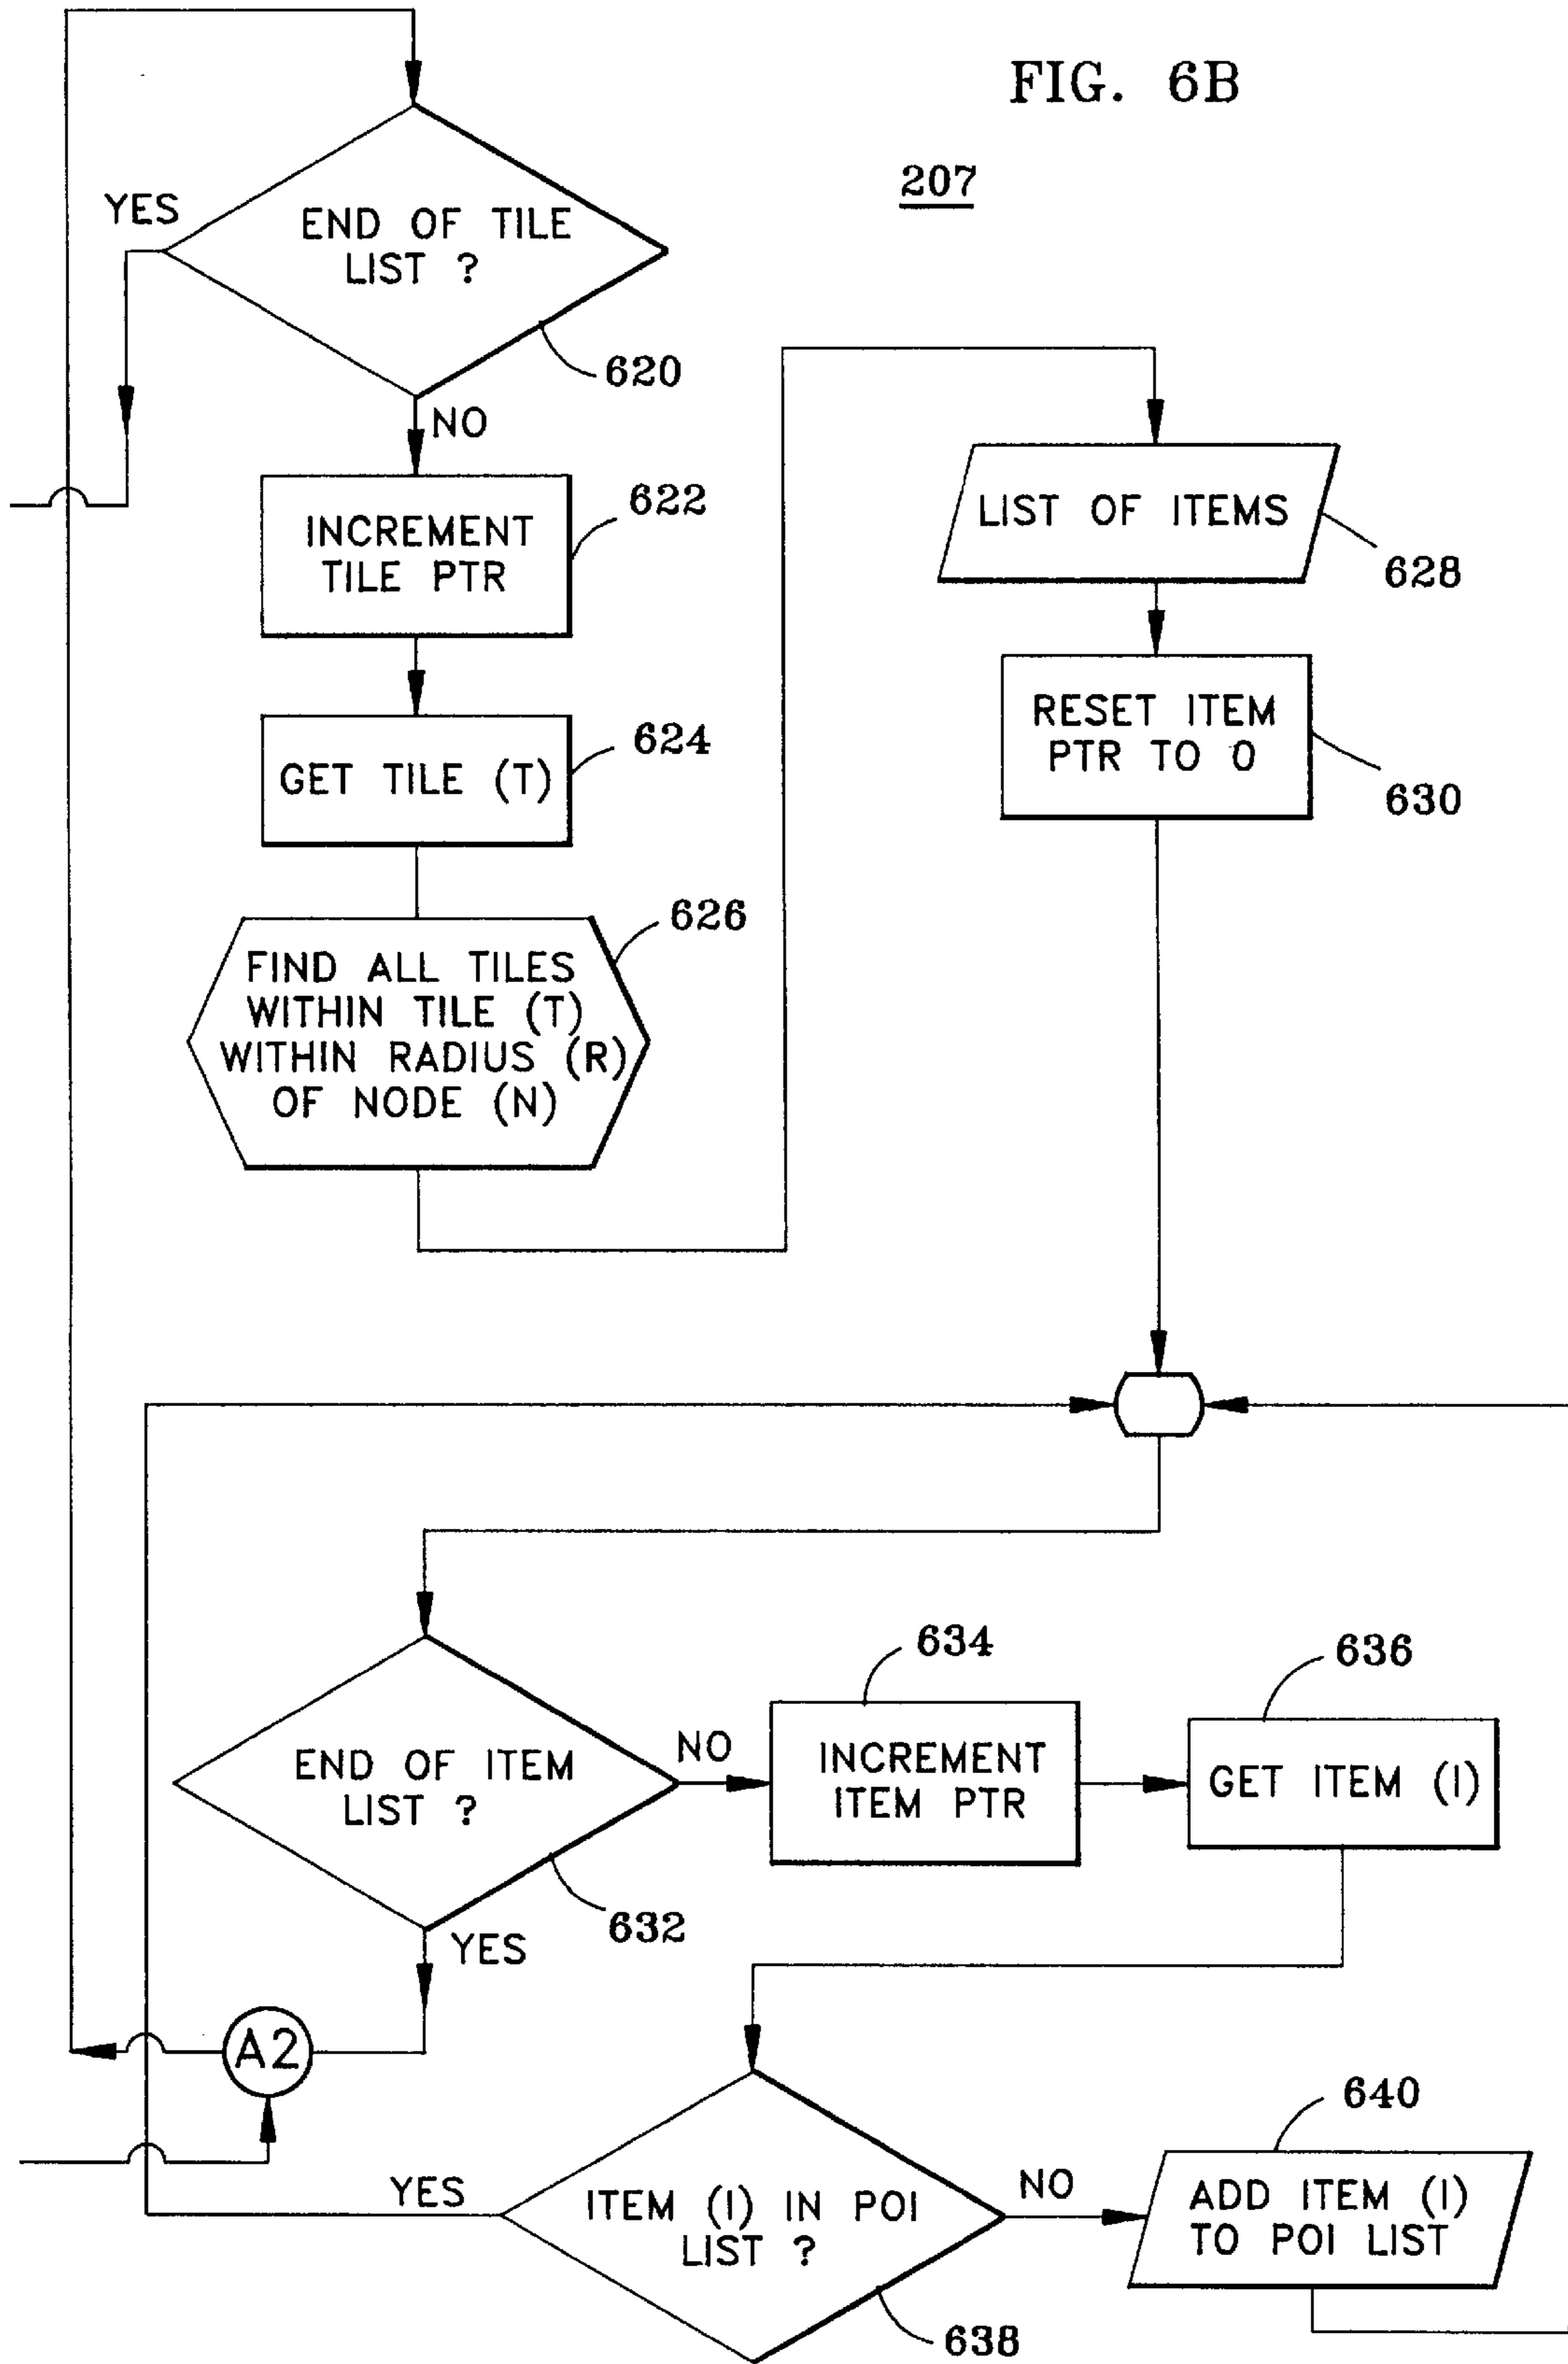 FIG. 6B
207
YES
END OF TILE
LIST ?
620
NO
INCREMENT
TILE PTR
622
GET TILE (T)
624
FIND ALL TILES
WITHIN TILE (T)
WITHIN RADIUS (R)
OF NODE (N)
626
LIST OF ITEMS
628
RESET ITEM
PTR TO 0
630
END OF ITEM
LIST ?
632
NO
YES
INCREMENT
ITEM PTR
634
GET ITEM (I)
636
A2
YES
ITEM (I) IN POI
LIST ?
638
NO
ADD ITEM (I)
TO POI LIST
640